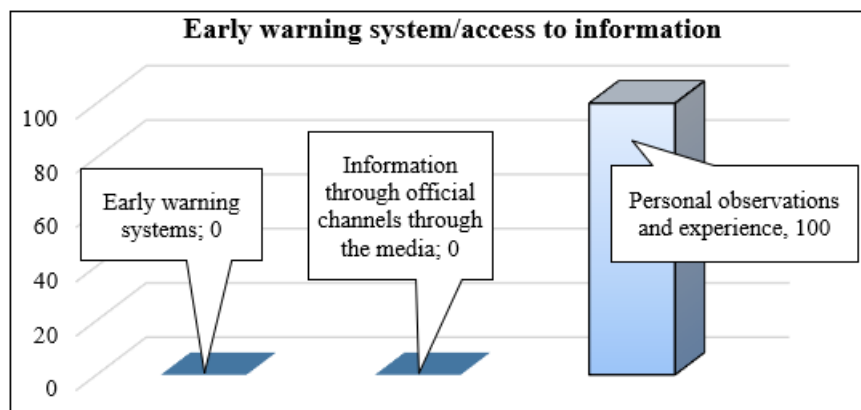 Early warning system/access to information
100
80
60
40
20
0
Early warning
systems; 0
Information
through official
channels through
the media; 0
Personal observations
and experience, 100